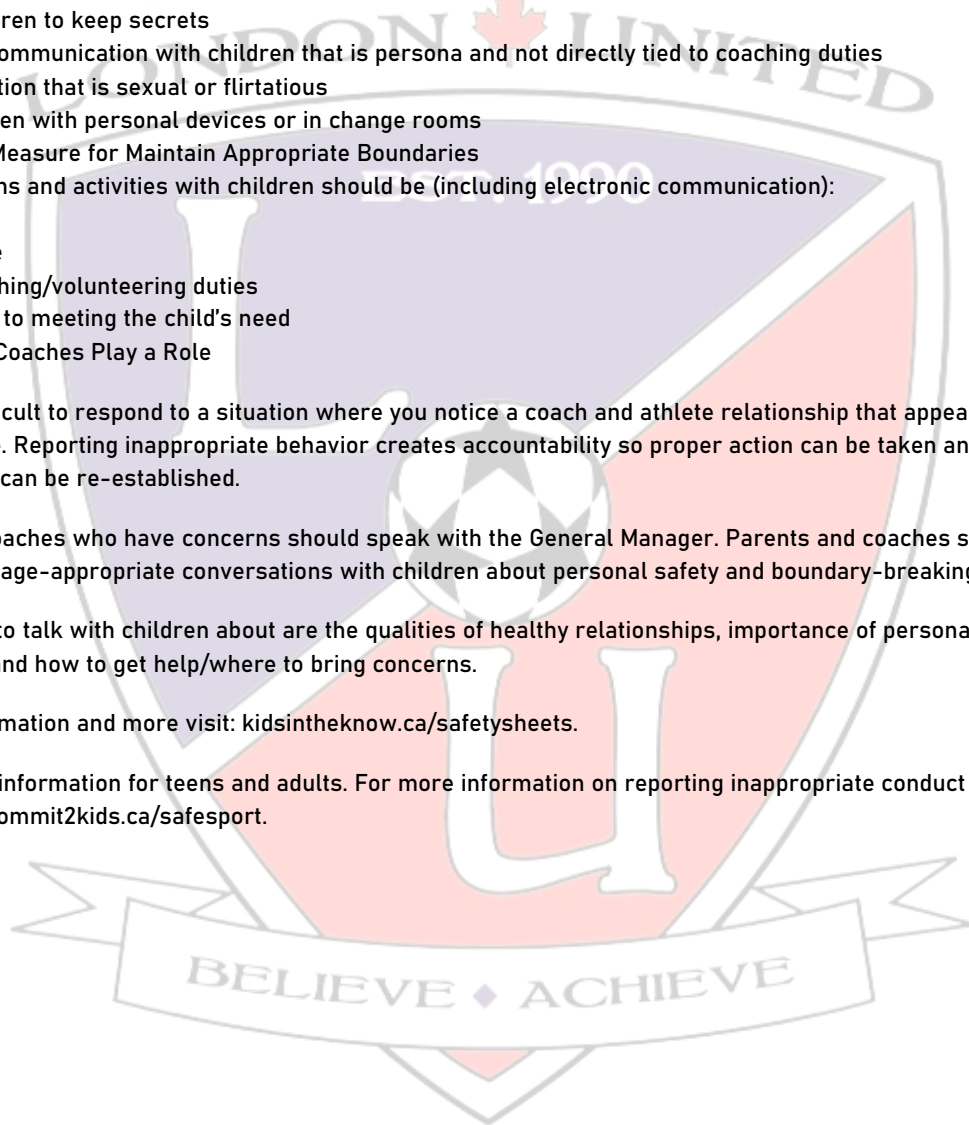 ren to keep secrets
ommunication with children that is persona and not directly tied to coaching duties
tion that is sexual or flirtatious
en with personal devices or in change rooms
Measure for Maintain Appropriate Boundaries
ns and activities with children should be (including electronic communication):
e
hing/volunteering duties
to meeting the child's need
Coaches Play a Role
cult to respond to a situation where you notice a coach and athlete relationship that appea
. Reporting inappropriate behavior creates accountability so proper action can be taken an
can be re-established.
oaches who have concerns should speak with the General Manager. Parents and coaches s
age-appropriate conversations with children about personal safety and boundary-breaking
to talk with children about are the qualities of healthy relationships, importance of persona
and how to get help/where to bring concerns.
rmation and more visit: kidsintheknow.ca/safetysheets.
information for teens and adults. For more information on reporting inappropriate conduct
ommit2kids.ca/safesport.
LONDON UNITED
EST. 1990
L
U
BELIEVE ◆ ACHIEVE